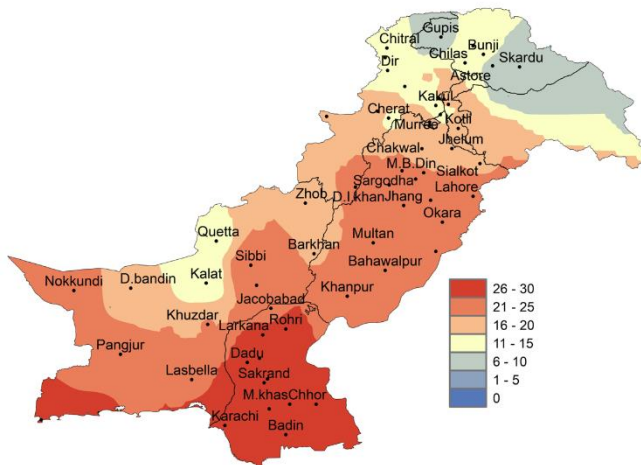 Gupis
Chitral
Bunji
Chilas
Dir
Skardu
Astore
Kakul
Cherat
Murree
Kotli
Chakwal
Jhelum
M.B.Din
Sialkot
Sargodha
Zhob
D.I.khan
Jhang
Lahore
Okara
Quetta
Multan
Sibbi
Barkhan
Bahawalpur
Nokkundi
D.bandin
Kalat
Khanpur
Jacobabad
Khuzdar
Larkana
Rohri
Pangjur
Dadu
Lasbella
Sakrand
M.khas
Chhor
Karachi
Badin
26 - 30
21 - 25
16 - 20
11 - 15
6 - 10
1 - 5
0